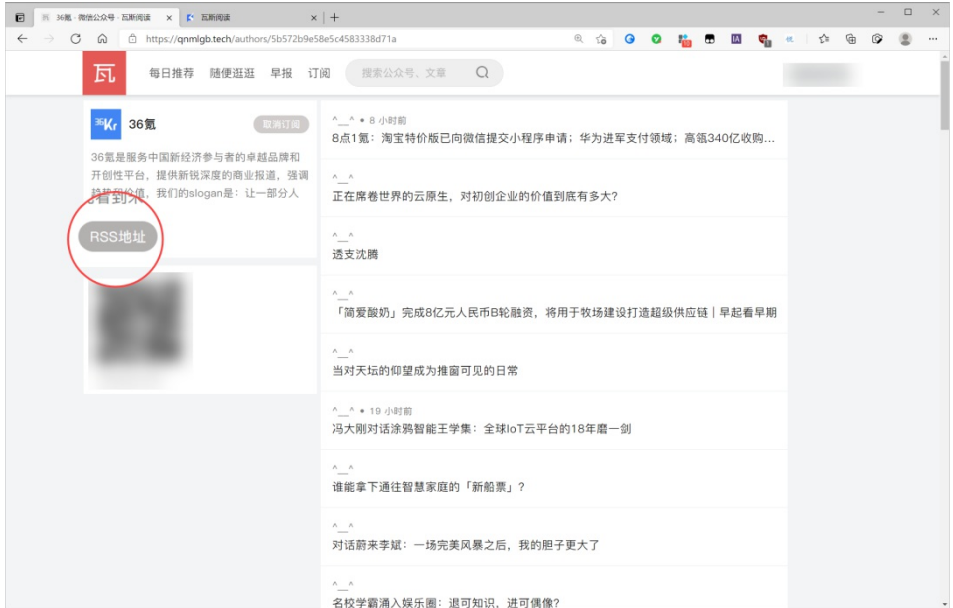 36氪 - 微信公众号 - 瓦斯阅读
瓦斯阅读
https://qnmlgb.tech/authors/5b572b9e58e5c4583338d71a
瓦
每日推荐 随便逛逛 早报 订阅
搜索公众号、文章
36Kr
36氪
取消订阅
36氪是服务中国新经济参与者的卓越品牌和
开创性平台，提供新锐深度的商业报道，强调
趋势和价值，我们的slogan是：让一部分人
看到未
RSS地址
^__^ • 8 小时前
8点1氪：淘宝特价版已向微信提交小程序申请；华为进军支付领域；高瓴340亿收购...
^__^
正在席卷世界的云原生，对初创企业的价值到底有多大？
^__^
透支沈腾
^__^
「简爱酸奶」完成8亿元人民币B轮融资，将用于牧场建设打造超级供应链 | 早起看早期
^__^
当对天坛的仰望成为推窗可见的日常
^__^ • 19 小时前
冯大刚对话涂鸦智能王学集：全球IoT云平台的18年磨一剑
^__^
谁能拿下通往智慧家庭的「新船票」？
^__^
对话蔚来李斌：一场完美风暴之后，我的胆子更大了
^__^
名校学霸涌入娱乐圈：退可知识，进可偶像？